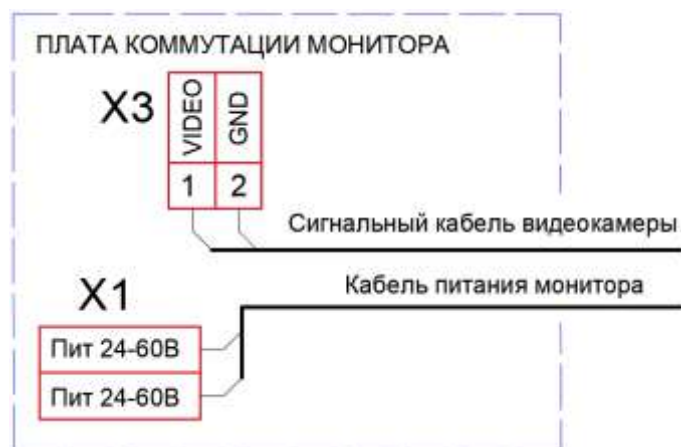 ПЛАТА КОММУТАЦИИ МОНИТОРА
X3
VIDEO
GND
1
2
Сигнальный кабель видеокамеры
Кабель питания монитора
X1
Пит 24-60В
Пит 24-60В